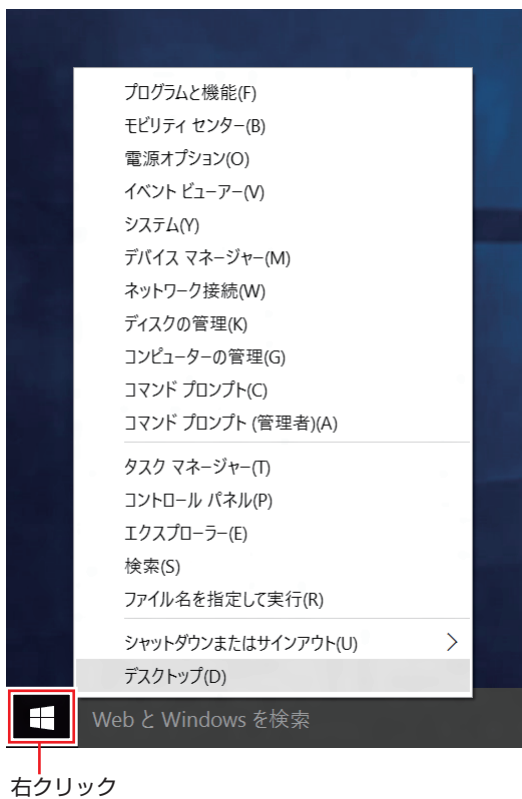 プログラムと機能(F)
モビリティ センター(B)
電源オプション(O)
イベント ビューアー(V)
システム(Y)
デバイス マネージャー(M)
ネットワーク接続(W)
ディスクの管理(K)
コンピューターの管理(G)
コマンド プロンプト(C)
コマンド プロンプト (管理者)(A)
タスク マネージャー(T)
コントロール パネル(P)
エクスプローラー(E)
検索(S)
ファイル名を指定して実行(R)
シャットダウンまたはサインアウト(U)
デスクトップ(D)
Web と Windows を検索
右クリック